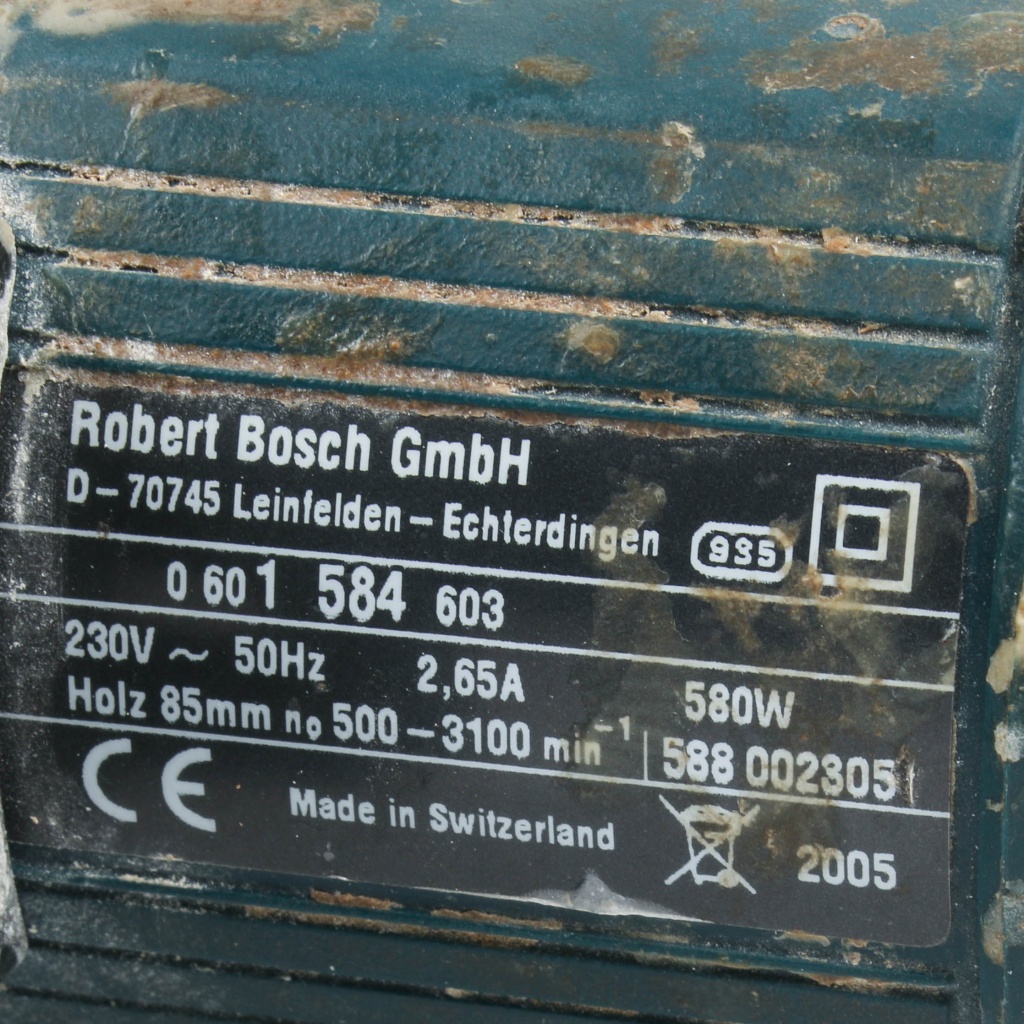 Robert Bosch GmbH
D – 70745 Leinfelden – Echterdingen 935
0 601 584 603
230V ~ 50Hz 2,65A 580W
Holz 85mm n₀ 500 – 3100 min⁻¹ 588 002305
CE Made in Switzerland 2005